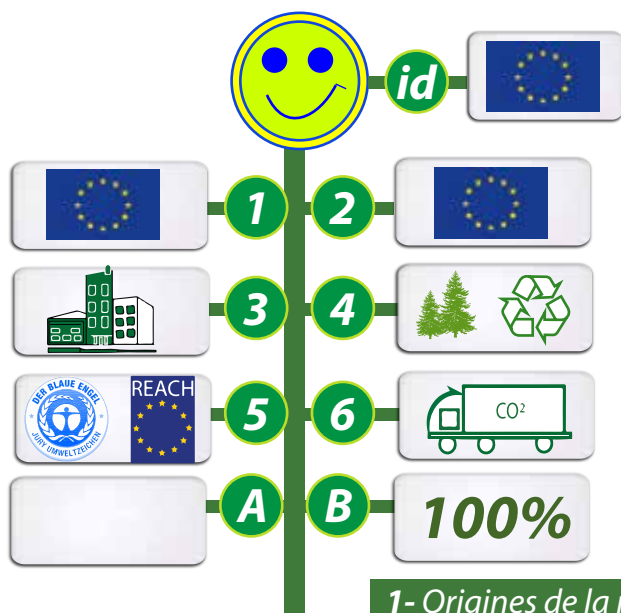 id
1
2
3
4
DER BLAUE ENGEL
JURY UMWELTZEICHEN
REACH
5
6
CO²
A
B
100%
1- Origines de la